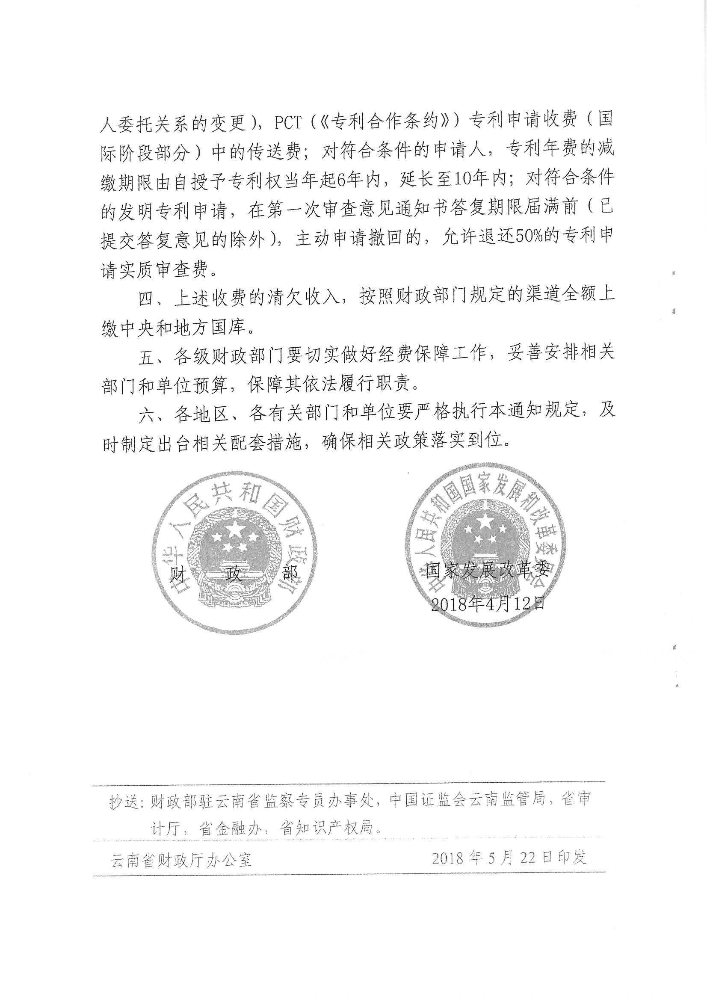 人委托关系的变更），PCT（《专利合作条约》）专利申请收费（国
际阶段部分）中的传送费；对符合条件的申请人，专利年费的减
缴期限由自授予专利权当年起6年内，延长至10年内；对符合条件
的发明专利申请，在第一次审查意见通知书答复期限届满前（已
提交答复意见的除外），主动申请撤回的，允许退还50%的专利申
请实质审查费。
四、上述收费的清欠收入，按照财政部门规定的渠道全额上
缴中央和地方国库。
五、各级财政部门要切实做好经费保障工作，妥善安排相关
部门和单位预算，保障其依法履行职责。
六、各地区、各有关部门和单位要严格执行本通知规定，及
时制定出台相关配套措施，确保相关政策落实到位。
中华人民共和国财政部
中华人民共和国国家发展和改革委员会
财政部
国家发展改革委
2018年4月12日
抄送：财政部驻云南省监察专员办事处，中国证监会云南监管局，省审
计厅，省金融办，省知识产权局。
云南省财政厅办公室 2018年5月22日印发